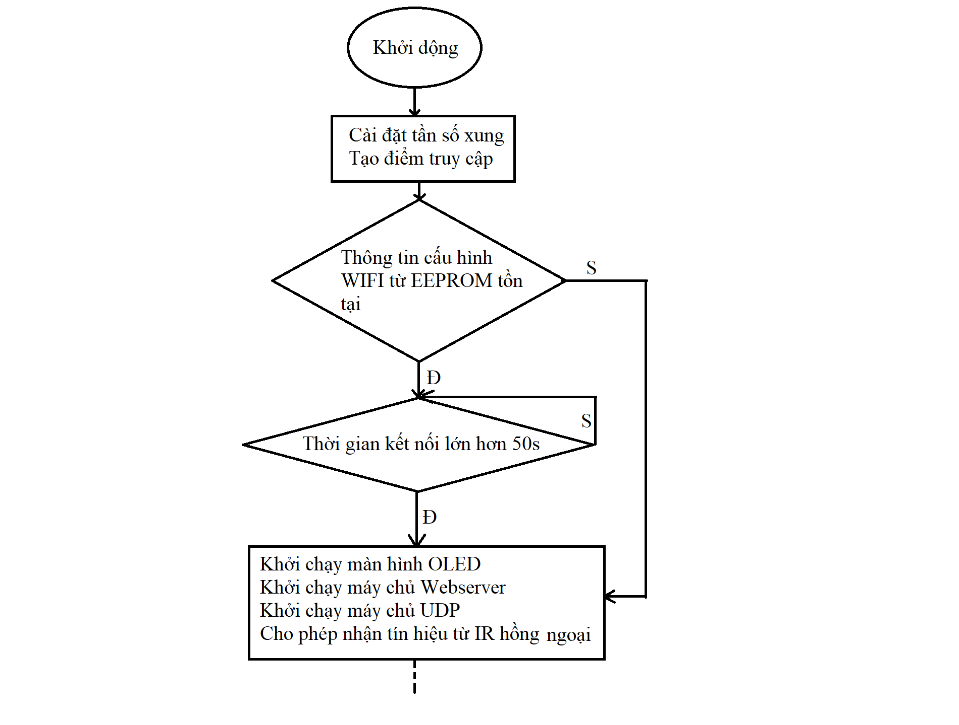 Khởi dộng
Cài đặt tần số xung
Tạo điểm truy cập
Thông tin cấu hình
WIFI từ EEPROM tồn
tại
S
Đ
S
Thời gian kết nối lớn hơn 50s
Đ
Khởi chạy màn hình OLED
Khởi chạy máy chủ Webserver
Khởi chạy máy chủ UDP
Cho phép nhận tín hiệu từ IR hồng ngoại